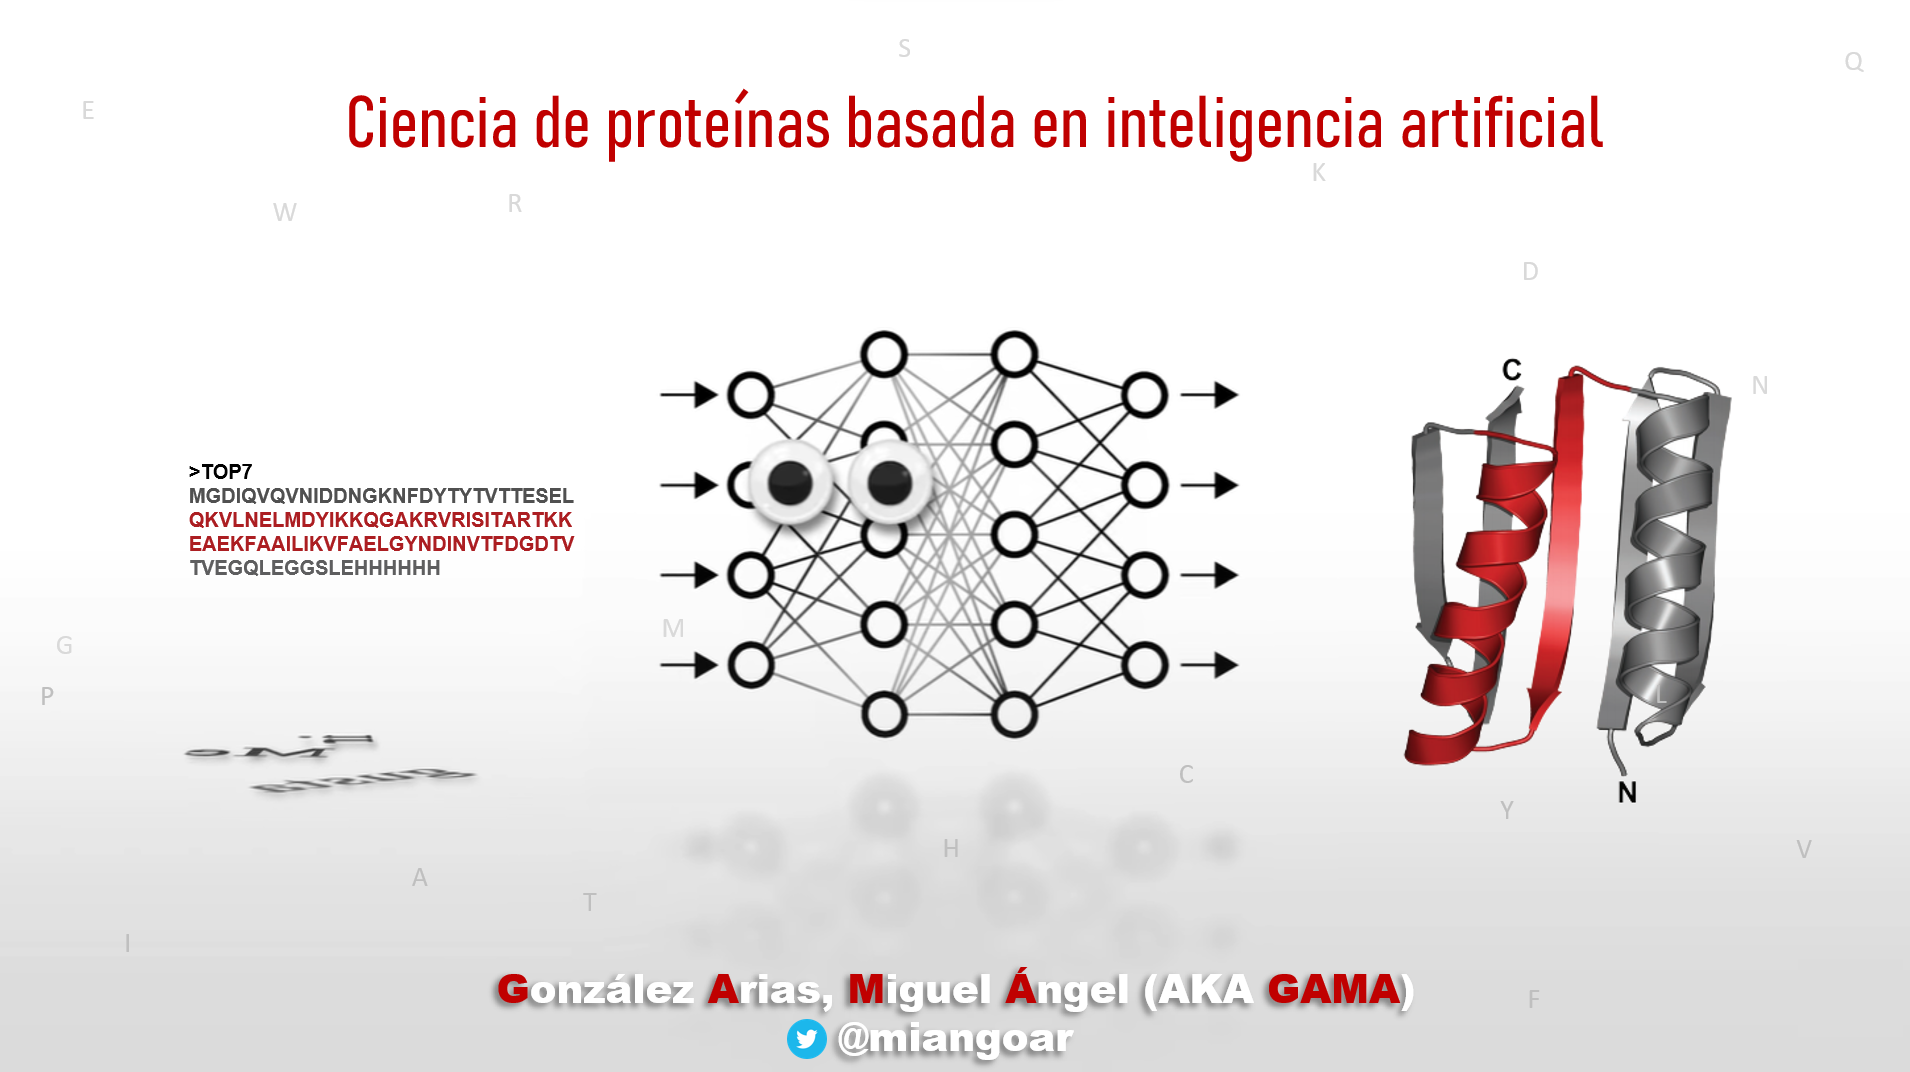 S
Q
E
Ciencia de proteínas basada en inteligencia artificial
K
W
R
D
C
N
>TOP7
MGDIQVQVNIDDNGKNFDYTYTVTTESEL
QKVLNELMDYIKKQGAKRVRISITARTKK
EAEKFAAILIKVFAELGYNDINVTFDGDTV
TVEGQLEGGSLEHHHHHH
M
G
P
L
C
N
Y
H
V
A
T
I
González Arias, Miguel Ángel (AKA GAMA)
F
@miangoar